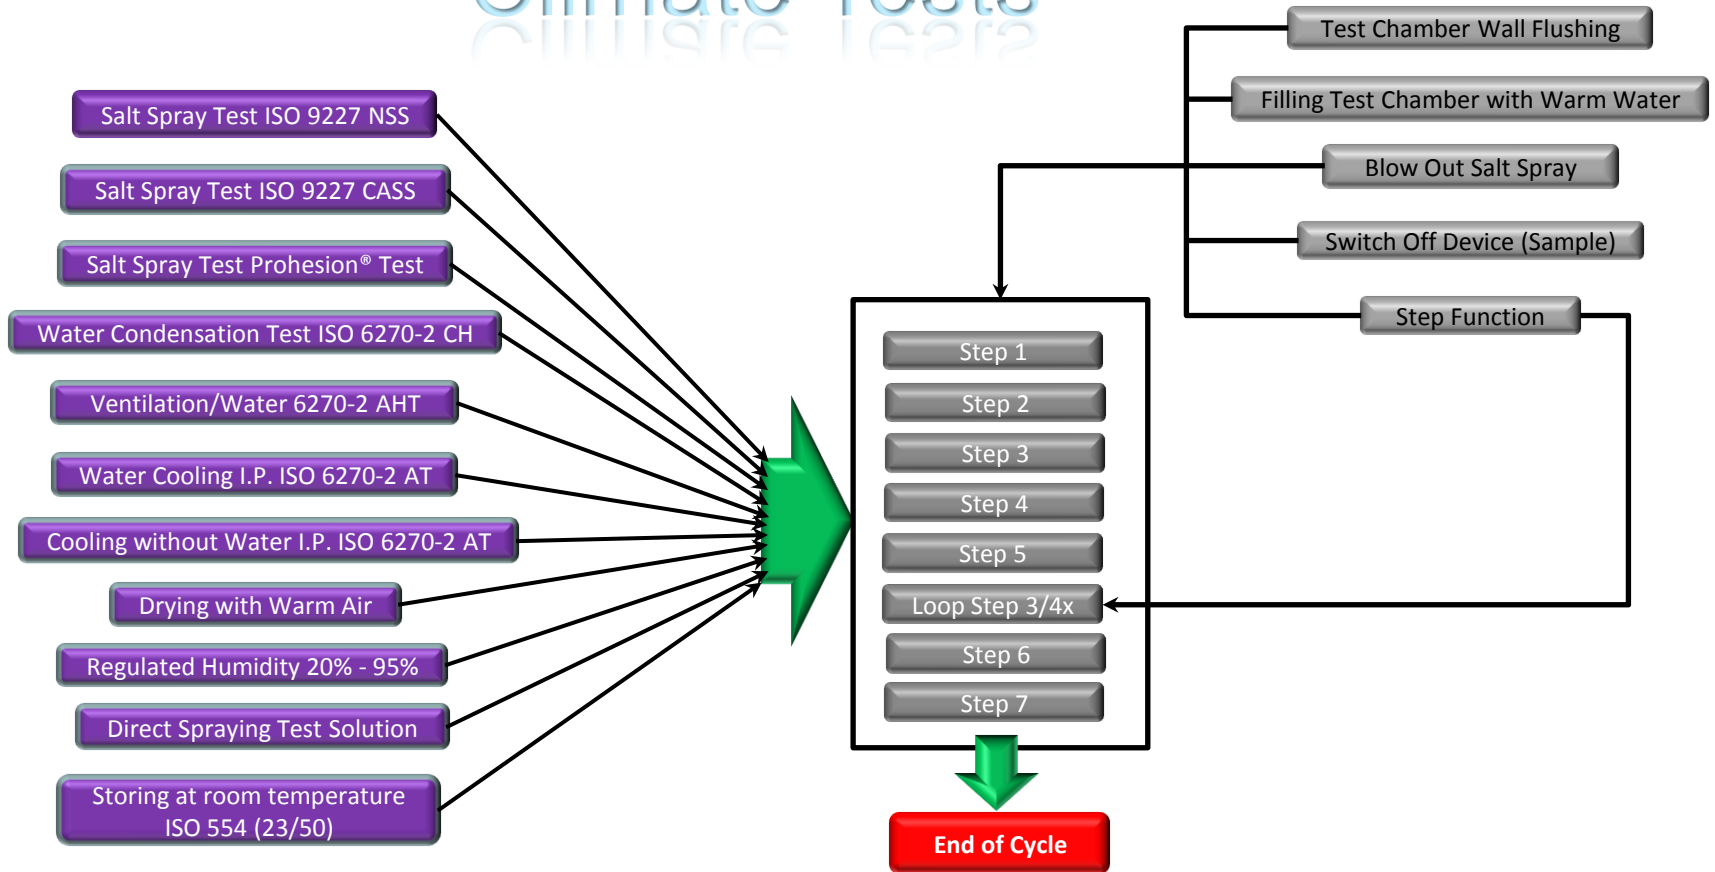 Climate Tests
Test Chamber Wall Flushing
Filling Test Chamber with Warm Water
Blow Out Salt Spray
Switch Off Device (Sample)
Step Function
Salt Spray Test ISO 9227 NSS
Salt Spray Test ISO 9227 CASS
Salt Spray Test Prohesion® Test
Water Condensation Test ISO 6270-2 CH
Ventilation/Water 6270-2 AHT
Water Cooling I.P. ISO 6270-2 AT
Cooling without Water I.P. ISO 6270-2 AT
Drying with Warm Air
Regulated Humidity 20% - 95%
Direct Spraying Test Solution
Storing at room temperature
ISO 554 (23/50)
Step 1
Step 2
Step 3
Step 4
Step 5
Loop Step 3/4x
Step 6
Step 7
End of Cycle